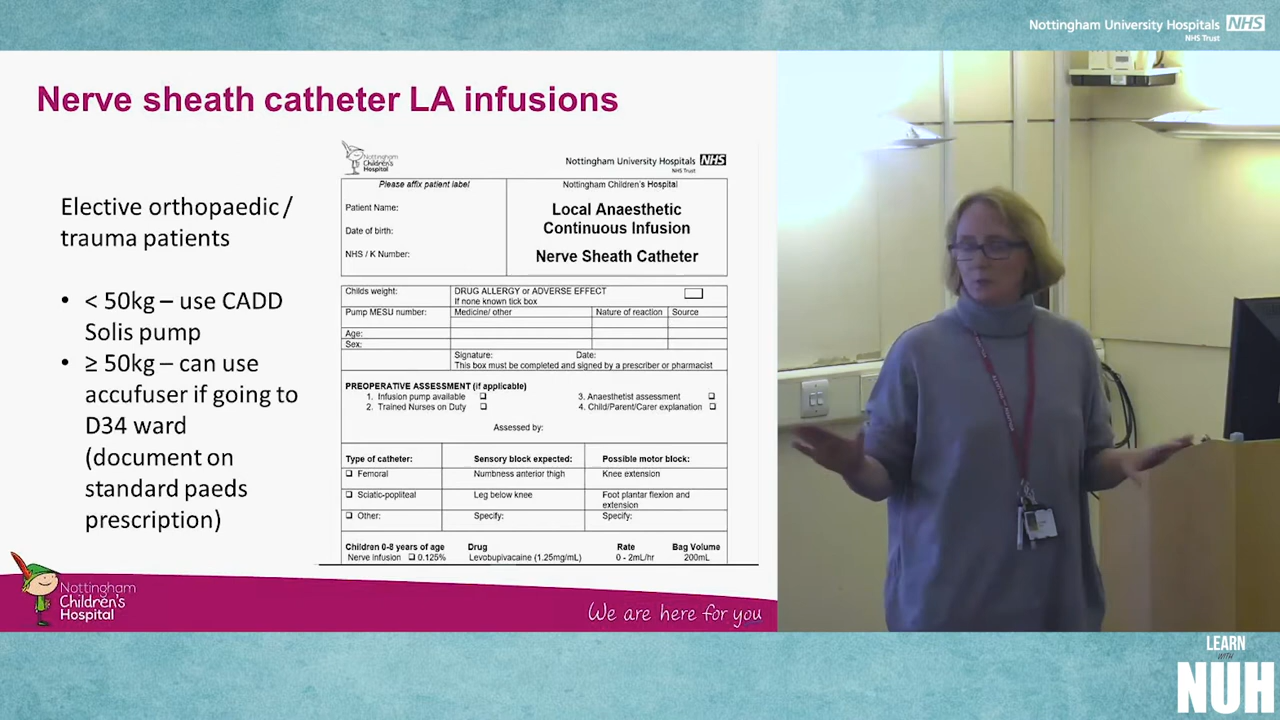 Nottingham University Hospitals NHS
NHS Trust
Nerve sheath catheter LA infusions
Elective orthopaedic /
trauma patients
• < 50kg – use CADD
Solis pump
• ≥ 50kg – can use
accufuser if going to
D34 ward
(document on
standard paeds
prescription)
Nottingham
Children's
Hospital
Nottingham University Hospitals NHS
NHS Trust
Please affix patient label
Patient Name:
Date of birth:
NHS / K Number:
Nottingham Children's Hospital
Local Anaesthetic
Continuous Infusion
Nerve Sheath Catheter
Childs weight:
DRUG ALLERGY or ADVERSE EFFECT
If none known tick box
Pump MESU number:
Medicine/ other
Nature of reaction
Source
Age:
Sex:
Signature: Date:
This box must be completed and signed by a prescriber or pharmacist
PREOPERATIVE ASSESSMENT (if applicable)
1. Infusion pump available ❑ 3. Anaesthetist assessment ❑
2. Trained Nurses on Duty ❑ 4. Child/Parent/Carer explanation ❑
Assessed by:
Type of catheter: Sensory block expected: Possible motor block:
❑ Femoral Numbness anterior thigh Knee extension
❑ Sciatic-popliteal Leg below knee Foot plantar flexion and
extension
❑ Other: Specify: Specify:
Children 0-8 years of age Drug Rate Bag Volume
Nerve infusion ❑ 0.125% Levobupivacaine (1.25mg/mL) 0 - 2mL/hr 200mL
Nottingham
Children's
Hospital
We are here for you
LEARN
WITH
NUH